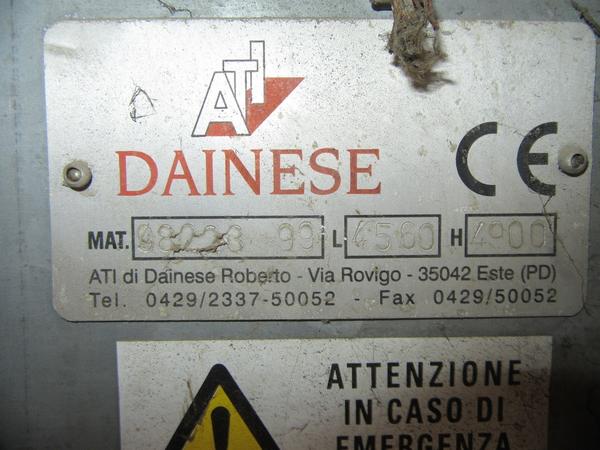 ATI
DAINESE CE
MAT. 99 L 4560 H 4900
ATI di Dainese Roberto - Via Rovigo - 35042 Este (PD)
Tel. 0429/2337-50052 - Fax 0429/50052
ATTENZIONE
IN CASO DI
EMERGENZA